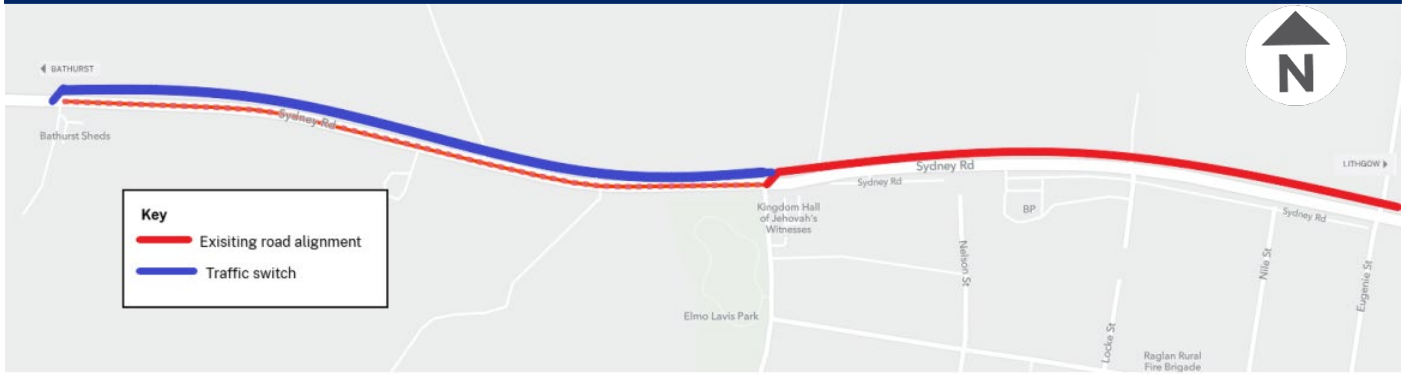 N
BATHURST
Sydney Rd
Bathurst Sheds
LITHGOW
Sydney Rd
Sydney Rd
Sydney Rd
Kingdom Hall
of Jehovah's
Witnesses
BP
Key
Exisiting road alignment
Traffic switch
Nelson St
Nile St
Eugenie St
Elmo Lavis Park
Locke St
Raglan Rural
Fire Brigade